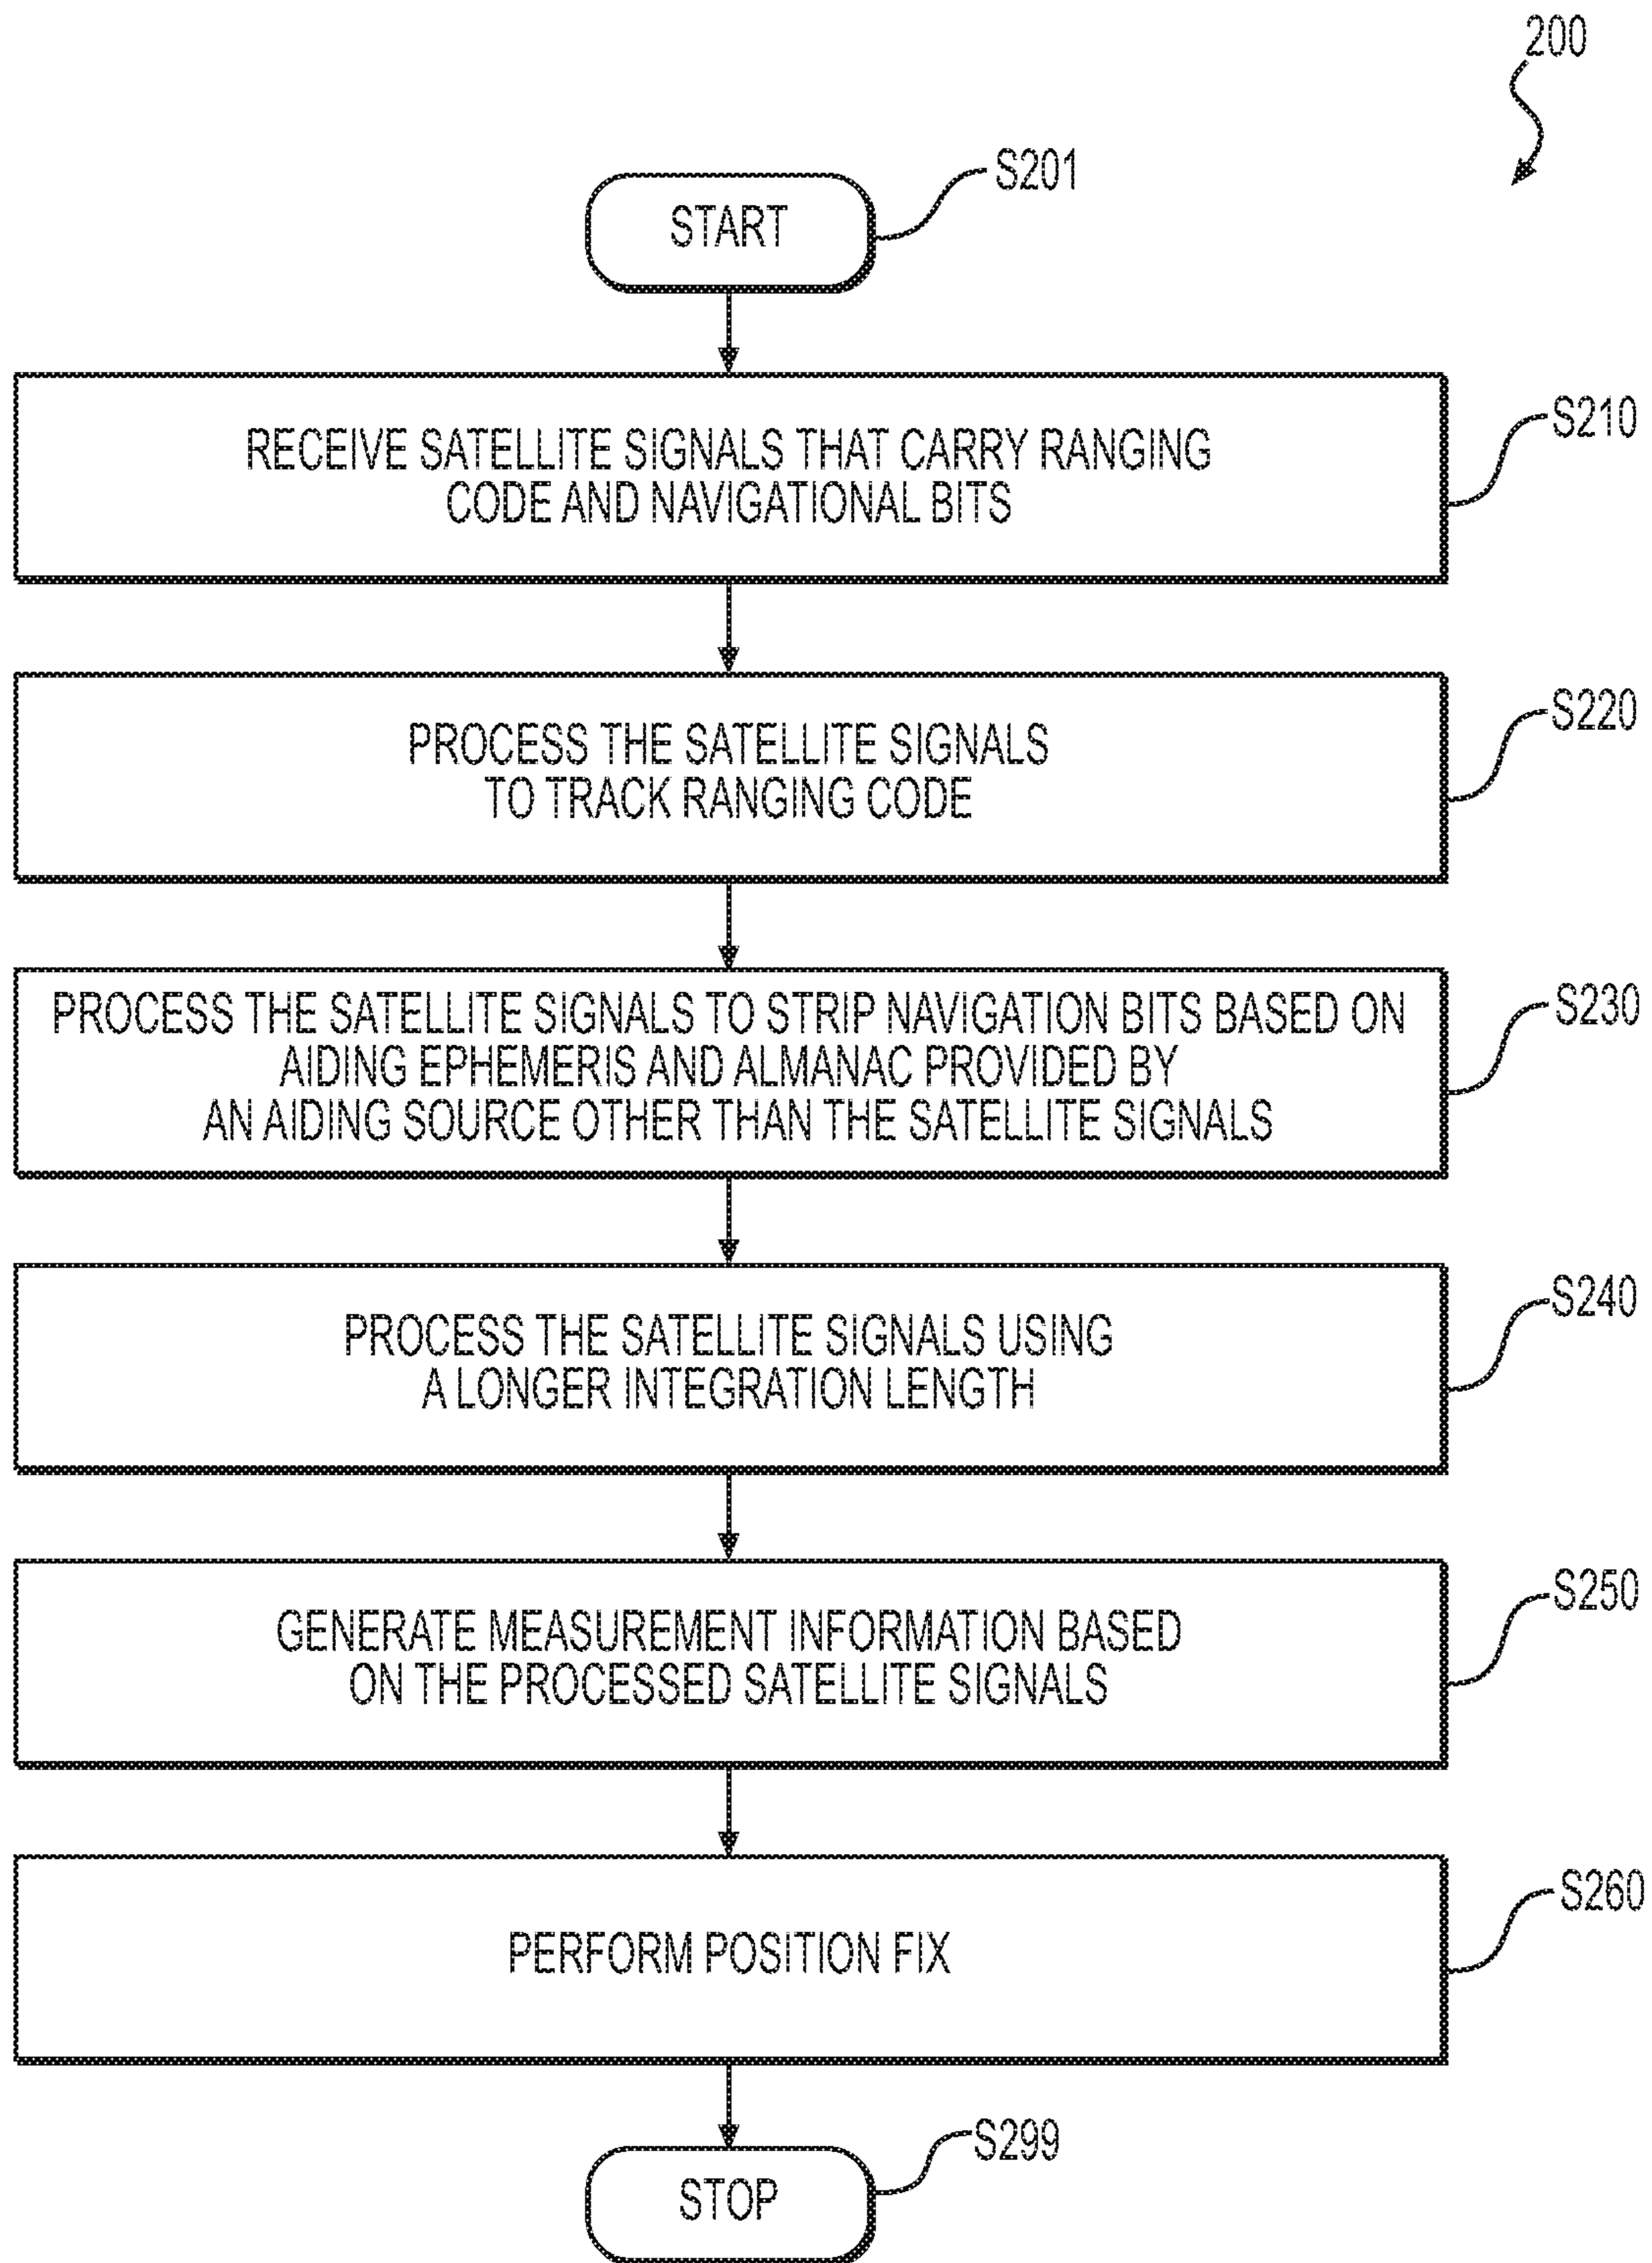 200
START
S201
RECEIVE SATELLITE SIGNALS THAT CARRY RANGING
CODE AND NAVIGATIONAL BITS
S210
PROCESS THE SATELLITE SIGNALS
TO TRACK RANGING CODE
S220
PROCESS THE SATELLITE SIGNALS TO STRIP NAVIGATION BITS BASED ON
AIDING EPHEMERIS AND ALMANAC PROVIDED BY
AN AIDING SOURCE OTHER THAN THE SATELLITE SIGNALS
S230
PROCESS THE SATELLITE SIGNALS USING
A LONGER INTEGRATION LENGTH
S240
GENERATE MEASUREMENT INFORMATION BASED
ON THE PROCESSED SATELLITE SIGNALS
S250
PERFORM POSITION FIX
S260
STOP
S299